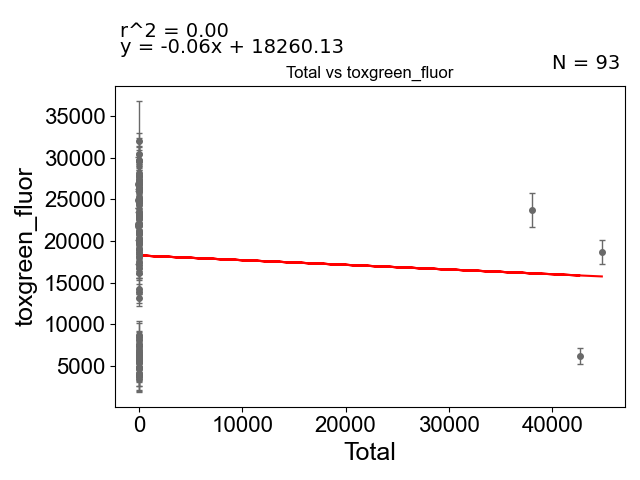 r^2 = 0.00
y = -0.06x + 18260.13
N = 93
Total vs toxgreen_fluor
toxgreen_fluor
35000
30000
25000
20000
15000
10000
5000
0 10000 20000 30000 40000
Total